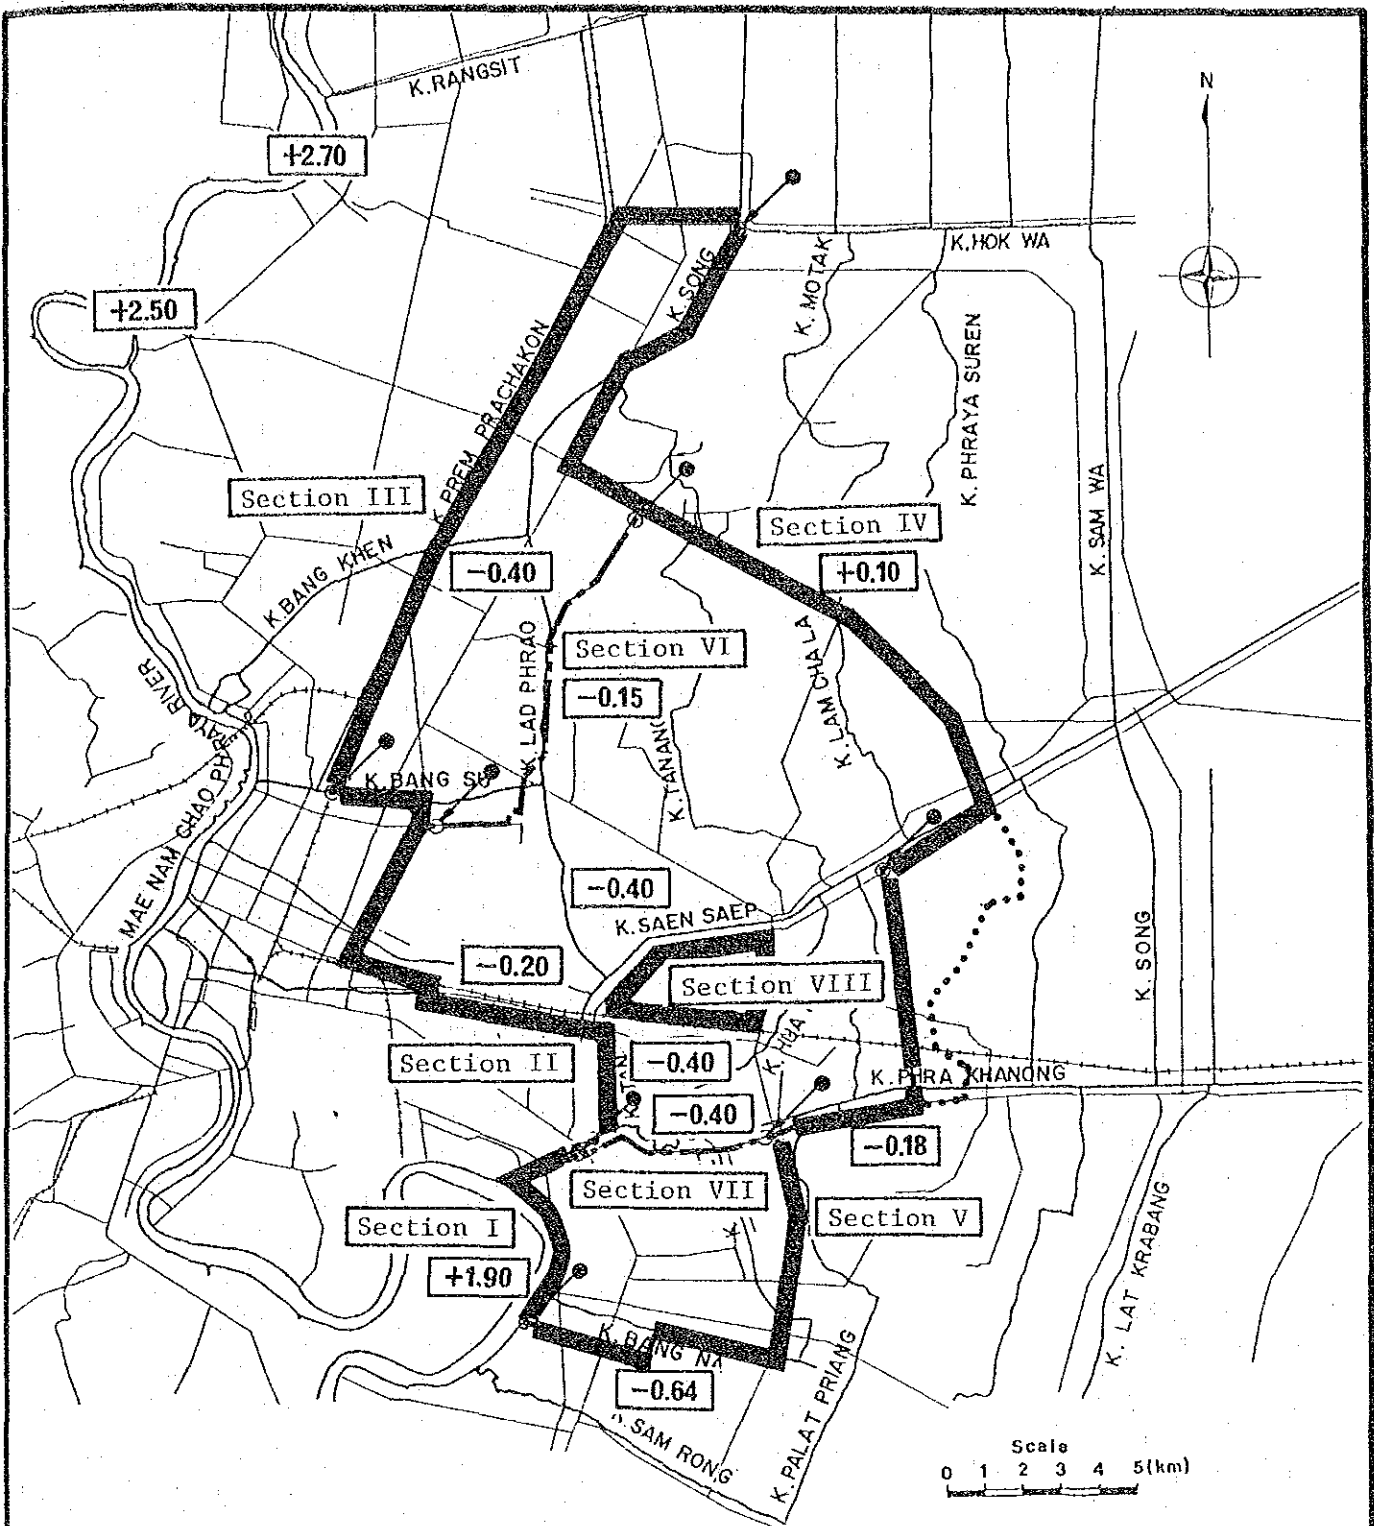 K.RANGSIT
N
+2.70
K.HOK WA
K. MOTAK
K. SONG
+2.50
K. PREM PRACHAKON
K. PHRAYA SUREN
K. SAM WA
Section III
Section IV
+0.10
K.BANG KHEN
-0.40
K. LAD PHRAO
Section VI
-0.15
K.LAM CHALA
K.TANANG
MAE NAM CHAO PHRAYA RIVER
K.BANG SU
-0.40
K.SAEN SAEP
K. SONG
-0.20
Section VIII
Section II
-0.40
K. HUA
K.PHRA KHANONG
-0.40
K. TAN
-0.18
Section VII
Section V
Section I
K.
+1.90
K. LAT KRABANG
K. BANG NA
K. PALAT PRIANG
-0.64
K. SAM RONG
Scale
0 1 2 3 4 5(km)